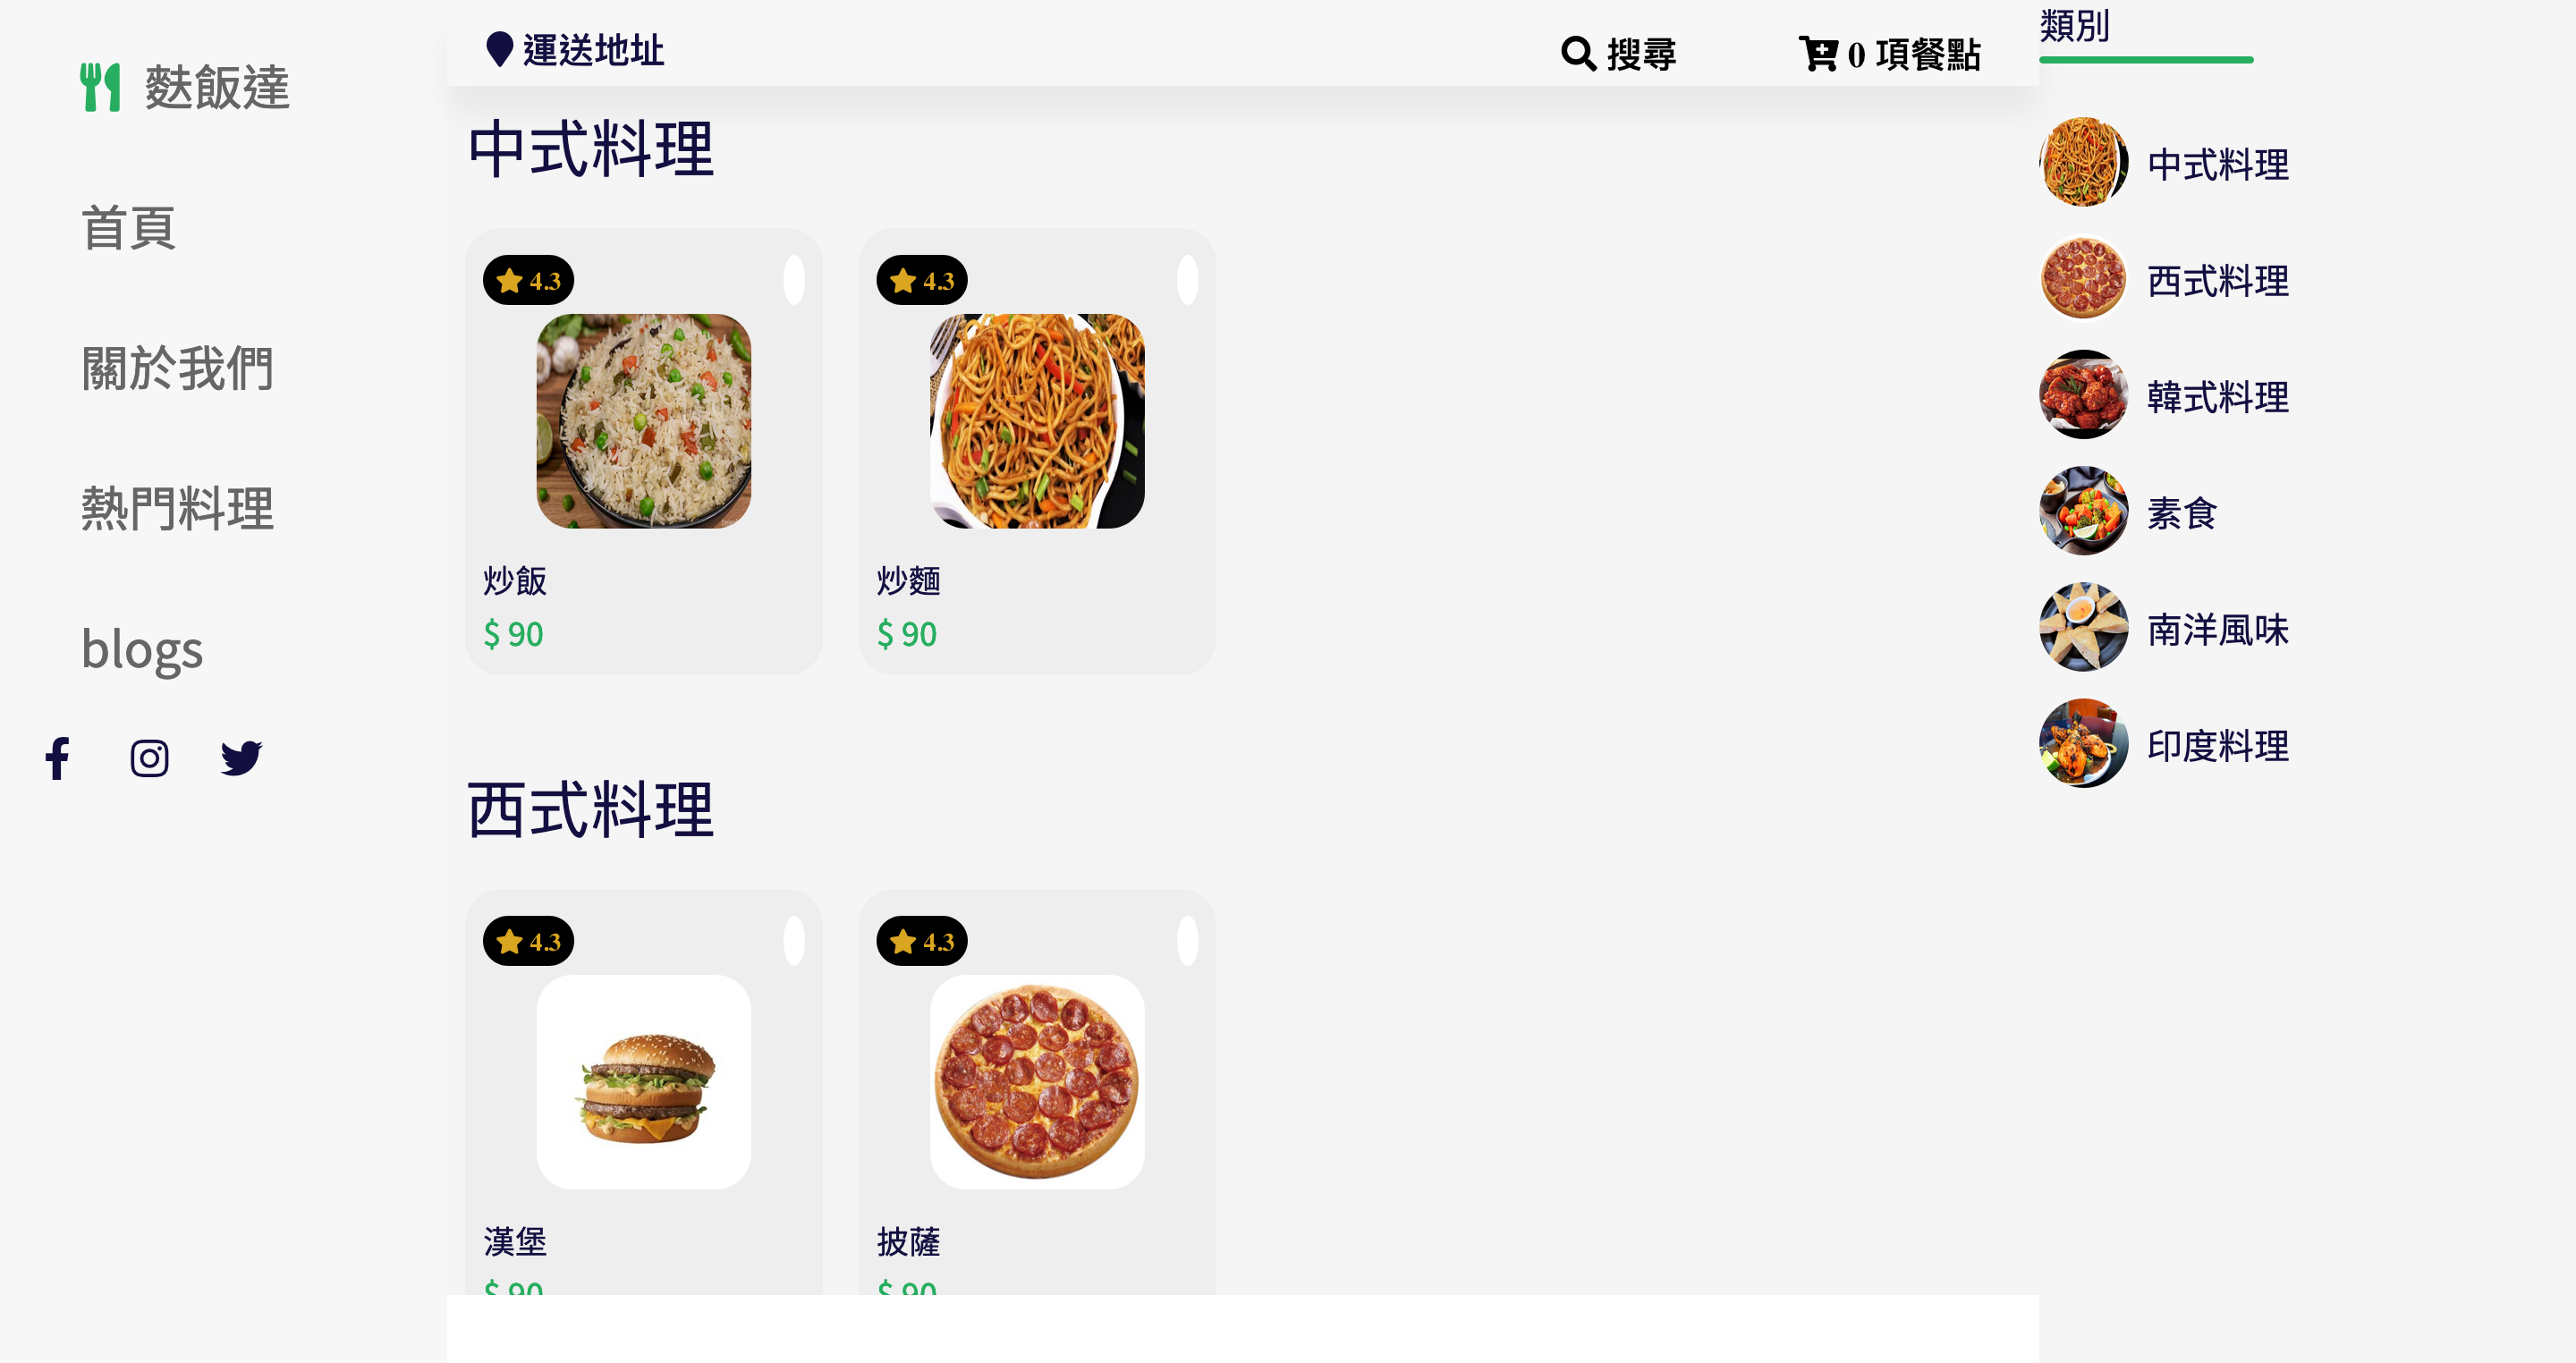 麩飯達
首頁
關於我們
熱門料理
blogs
運送地址
搜尋
0 項餐點
中式料理
4.3
4.3
炒飯
炒麵
$ 90
$ 90
西式料理
4.3
4.3
漢堡
披薩
$ 90
$ 90
類別
中式料理
西式料理
韓式料理
素食
南洋風味
印度料理